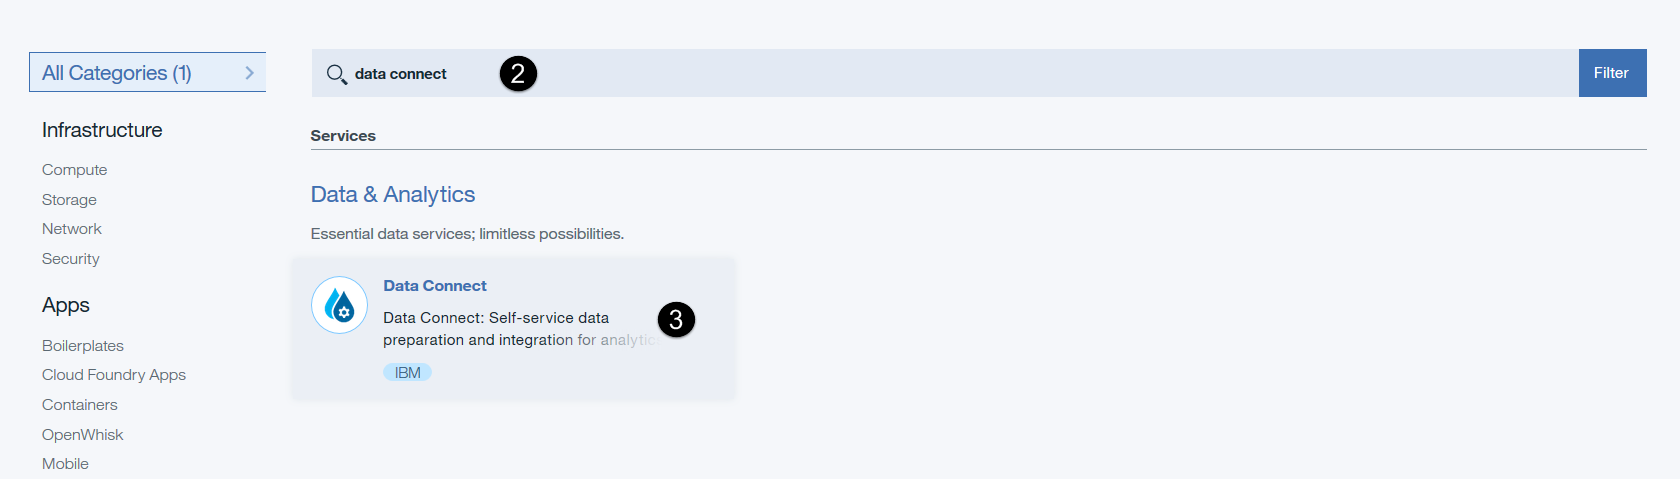 All Categories (1)
Infrastructure
Compute
Storage
Network
Security
Apps
Boilerplates
Cloud Foundry Apps
Containers
OpenWhisk
Mobile
data connect
2
Filter
Services
Data & Analytics
Essential data services; limitless possibilities.
Data Connect
Data Connect: Self-service data
preparation and integration for analytic
3
IBM